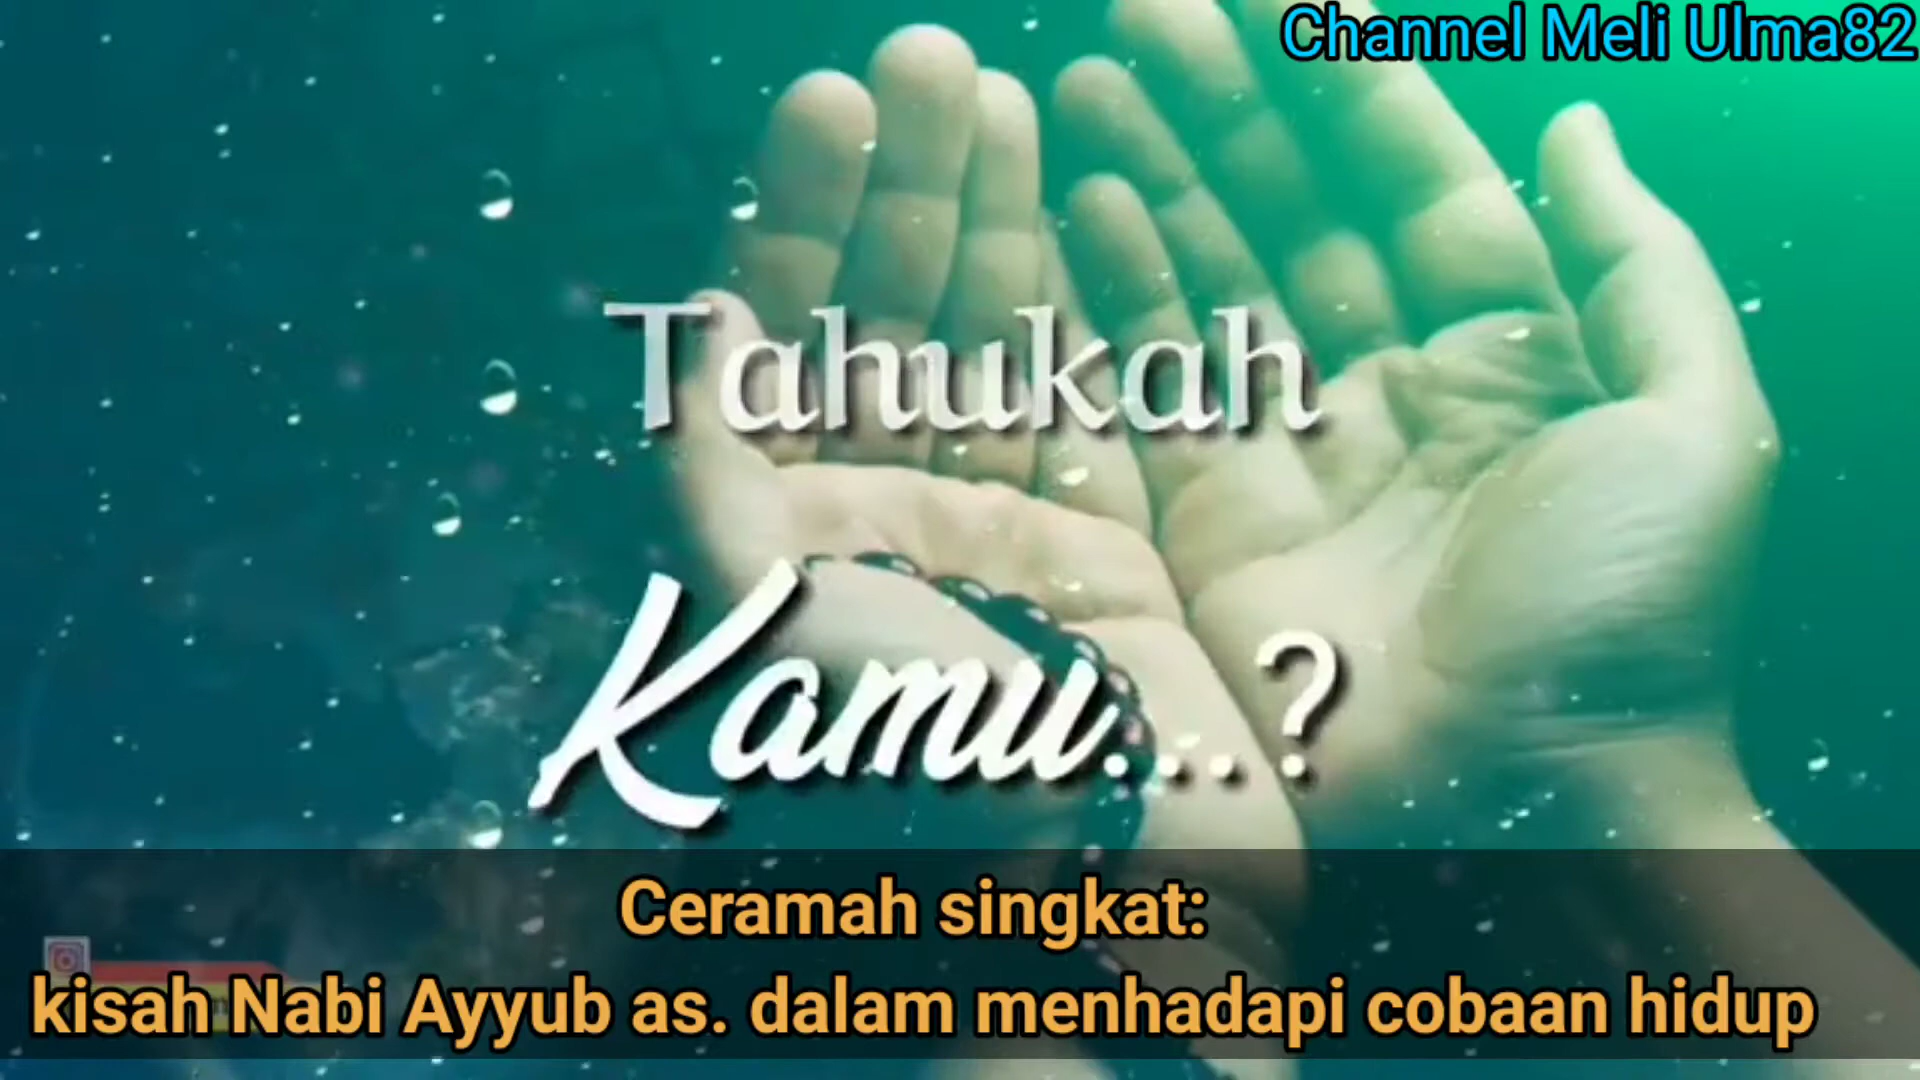 Channel Meli Ulma82
Tahukah
Kamu...?
Ceramah singkat:
kisah Nabi Ayyub as. dalam menhadapi cobaan hidup